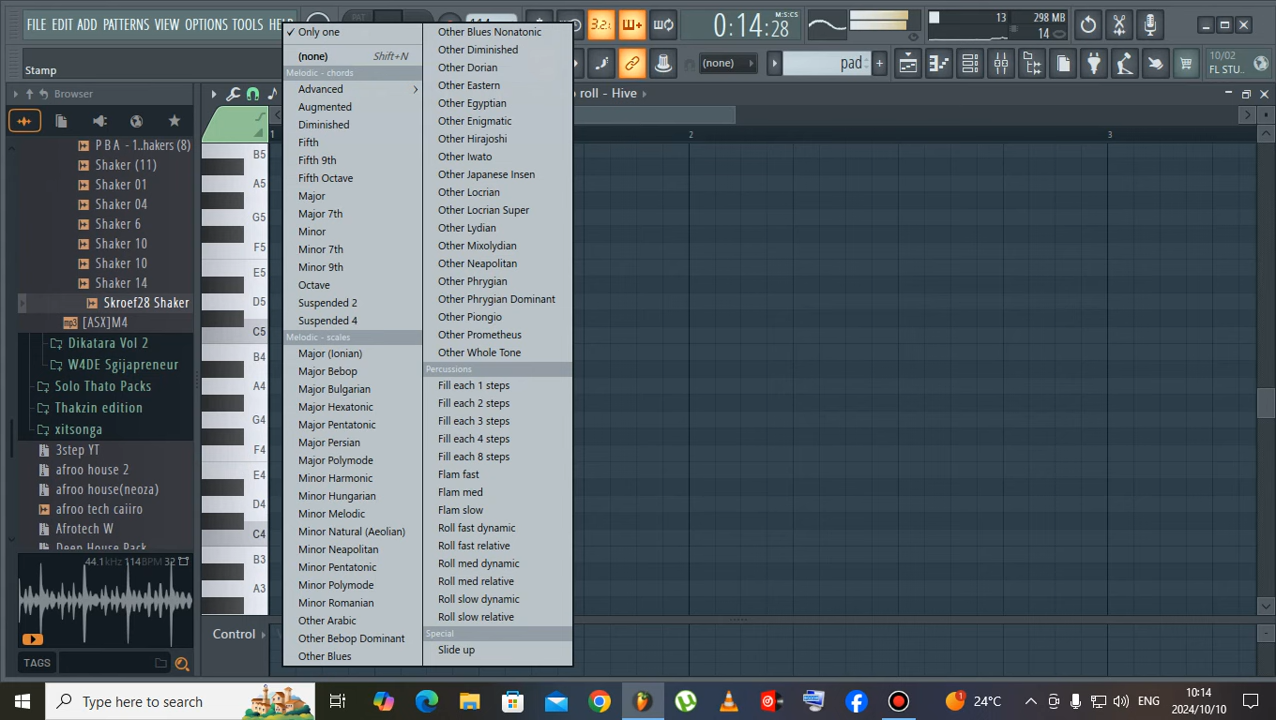 FILE EDIT ADD PATTERNS VIEW OPTIONS TOOLS
0:14:28
M:S:CS
13
298 MB
14
Stamp
(none)
pad
10/02
FL STU..
Browser
o roll - Hive
P B A - 1..hakers (8)
Shaker (11)
Shaker 01
Shaker 04
Shaker 6
Shaker 10
Shaker 10
Shaker 14
Skroef28 Shaker
[ASX]M4
Dikatara Vol 2
W4DE Sgijapreneur
Solo Thato Packs
Thakzin edition
xitsonga
3step YT
afroo house 2
afroo house(neoza)
afroo tech cairo
Afrotech W
Deep House Pack
44.1kHz 114BPM 32
TAGS
1
2
3
B5
A5
G5
F5
E5
D5
C5
B4
A4
G4
F4
E4
D4
C4
B3
A3
Control
Only one
(none) Shift+N
Melodic - chords
Advanced
Augmented
Diminished
Fifth
Fifth 9th
Fifth Octave
Major
Major 7th
Minor
Minor 7th
Minor 9th
Octave
Suspended 2
Suspended 4
Melodic - scales
Major (Ionian)
Major Bebop
Major Bulgarian
Major Hexatonic
Major Pentatonic
Major Persian
Major Polymode
Minor Harmonic
Minor Hungarian
Minor Melodic
Minor Natural (Aeolian)
Minor Neapolitan
Minor Pentatonic
Minor Polymode
Minor Romanian
Other Arabic
Other Bebop Dominant
Other Blues
Other Blues Nonatonic
Other Diminished
Other Dorian
Other Eastern
Other Egyptian
Other Enigmatic
Other Hirajoshi
Other Iwato
Other Japanese Insen
Other Locrian
Other Locrian Super
Other Lydian
Other Mixolydian
Other Neapolitan
Other Phrygian
Other Phrygian Dominant
Other Piongio
Other Prometheus
Other Whole Tone
Percussions
Fill each 1 steps
Fill each 2 steps
Fill each 3 steps
Fill each 4 steps
Fill each 8 steps
Flam fast
Flam med
Flam slow
Roll fast dynamic
Roll fast relative
Roll med dynamic
Roll med relative
Roll slow dynamic
Roll slow relative
Special
Slide up
Type here to search
1
24°C
ENG
10:14
2024/10/10